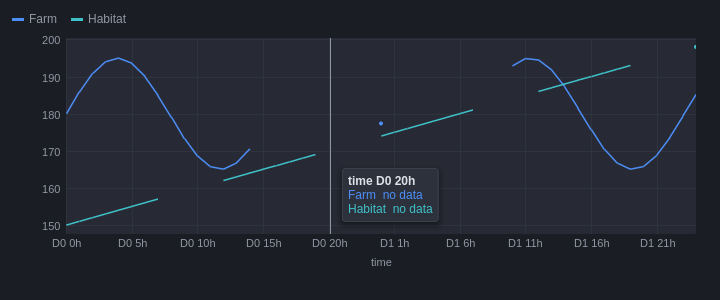 Farm Habitat
200
190
180
170
160
150
time D0 20h
Farm no data
Habitat no data
D0 0h D0 5h D0 10h D0 15h D0 20h D1 1h D1 6h D1 11h D1 16h D1 21h
time